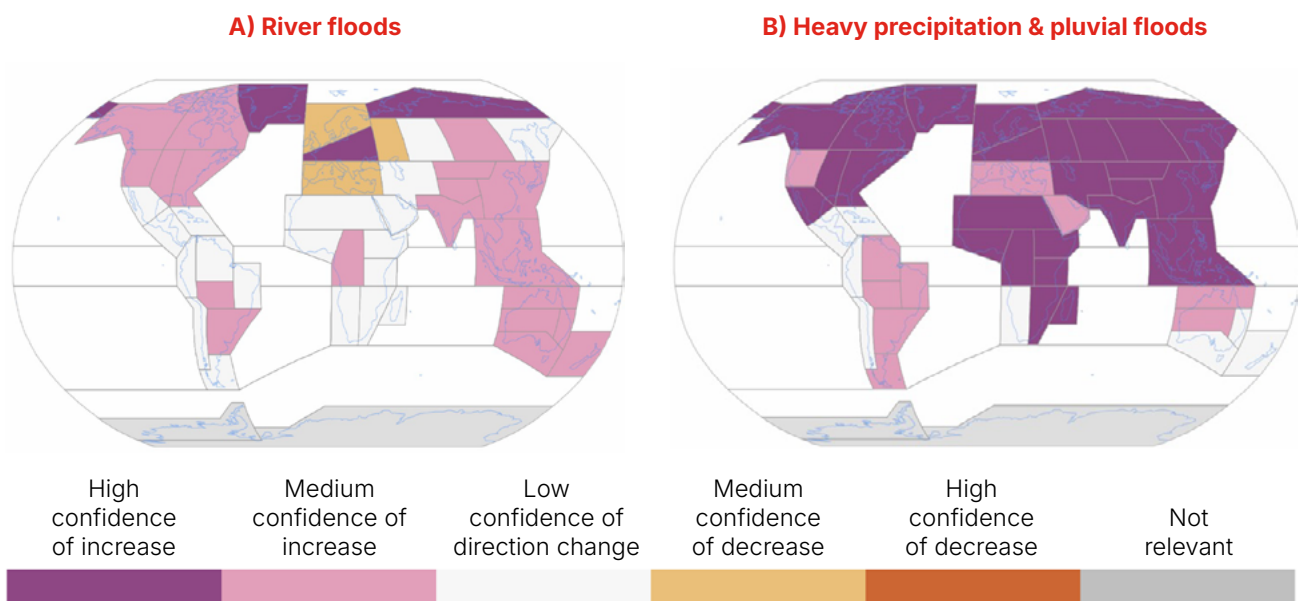 A) River floods
B) Heavy precipitation & pluvial floods
High
confidence
of increase
Medium
confidence of
increase
Low
confidence of
direction change
Medium
confidence
of decrease
High
confidence
of decrease
Not
relevant